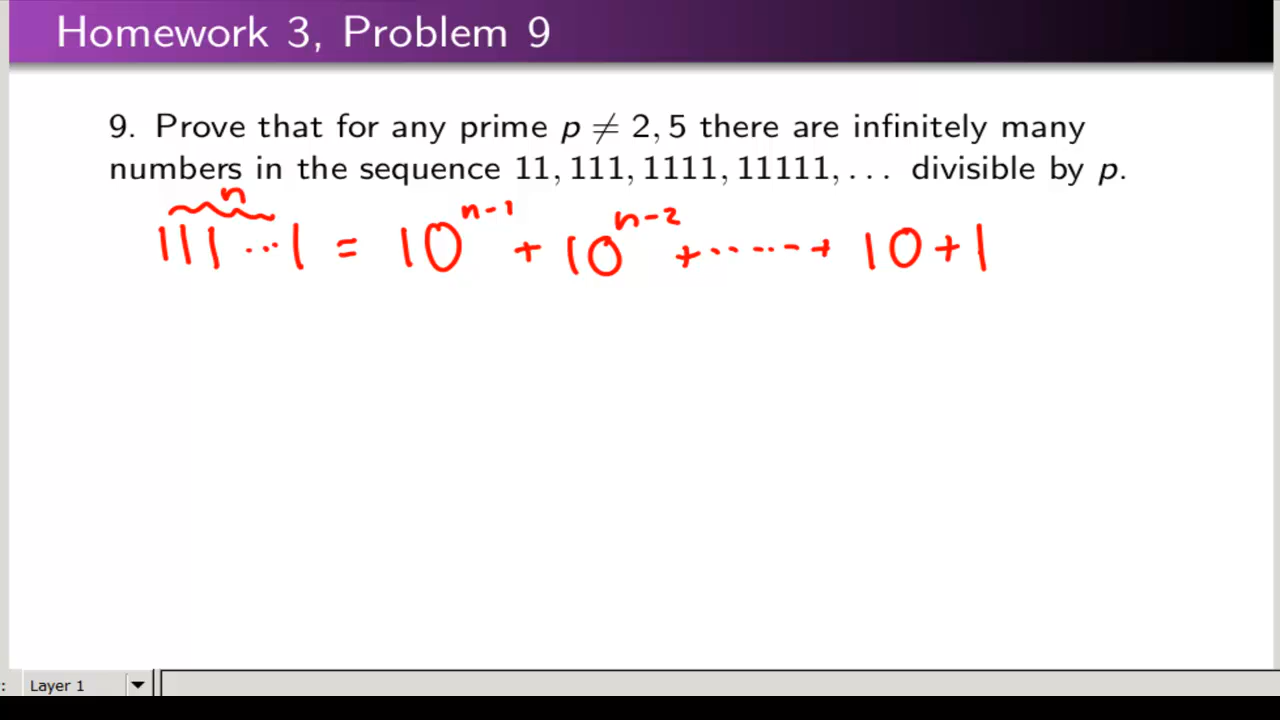 Homework 3, Problem 9
9. Prove that for any prime p ≠ 2, 5 there are infinitely many
numbers in the sequence 11, 111, 1111, 11111, . . . divisible by p.
n
111...1 = 10^{n-1} + 10^{n-2} + ...... + 10 + 1
: Layer 1